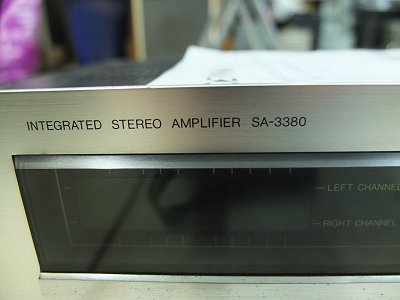 INTEGRATED STEREO AMPLIFIER SA-3380
LEFT CHANNEL
RIGHT CHANNEL